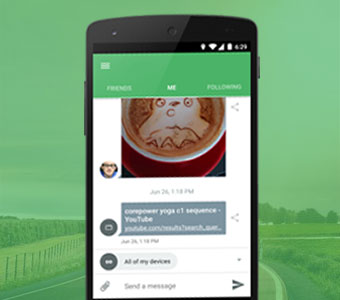 6:29
FRIENDS ME FOLLOWING
Jun 26, 1:18 PM
corepower yoga c1 sequence -
YouTube
youtube.com/results?search_quer...
Jun 26, 1:18 PM
All of my devices
Send a message